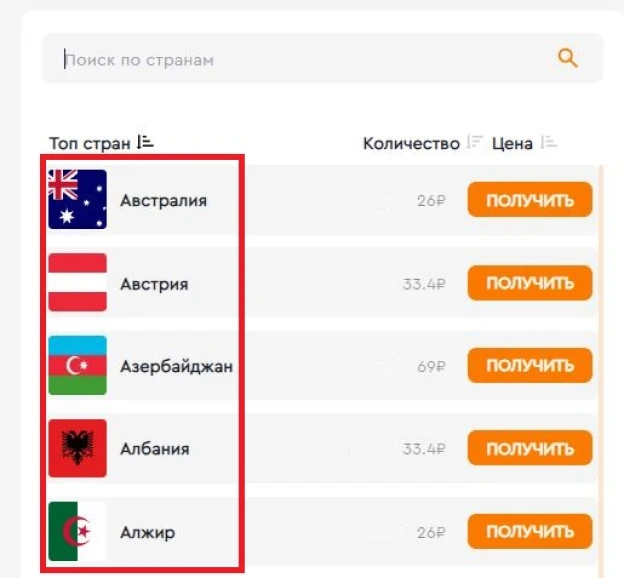 Поиск по странам
Топ стран Количество Цена
Австралия 26₽ ПОЛУЧИТЬ
Австрия 33.4₽ ПОЛУЧИТЬ
Азербайджан 69₽ ПОЛУЧИТЬ
Албания 33.4₽ ПОЛУЧИТЬ
Алжир 26₽ ПОЛУЧИТЬ